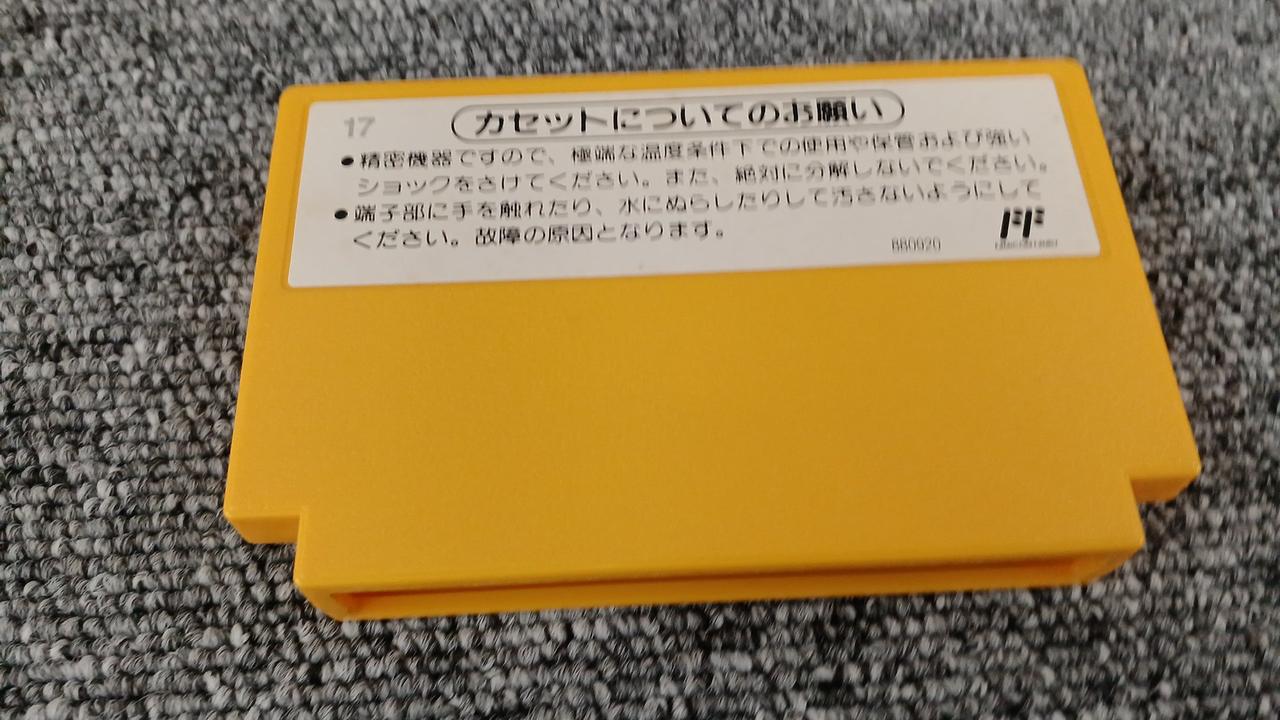 17
カセットについてのお願い
●精密機器ですので、極端な温度条件下での使用や保管および強い
ショックをさけてください。また、絶対に分解しないでください。
●端子部に手を触れたり、水にぬらしたりして汚さないようにして
ください。故障の原因となります。
880920
FF